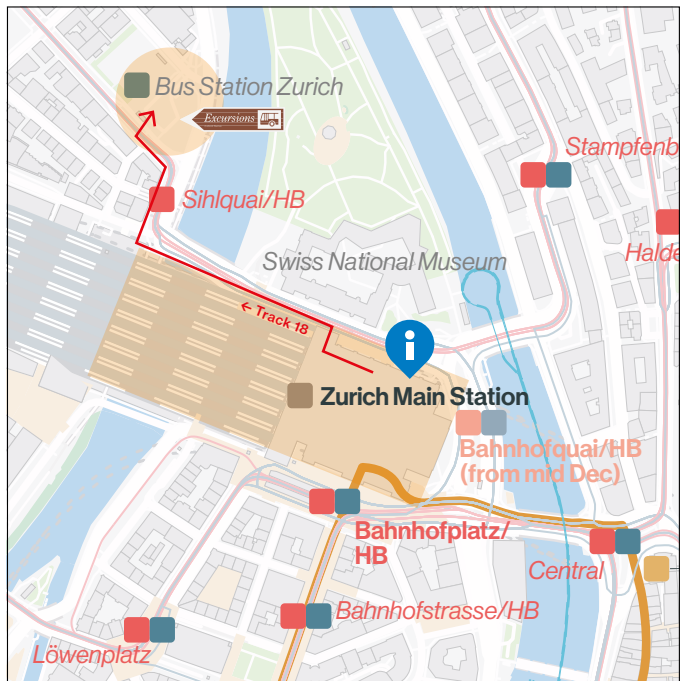 Bus Station Zurich
Excursions
Stampfenb
Sihlquai/HB
Halde
Swiss National Museum
← Track 18
i
Zurich Main Station
Bahnhofquai/HB
(from mid Dec)
Bahnhofplatz/
HB
Central
Bahnhofstrasse/HB
Löwenplatz